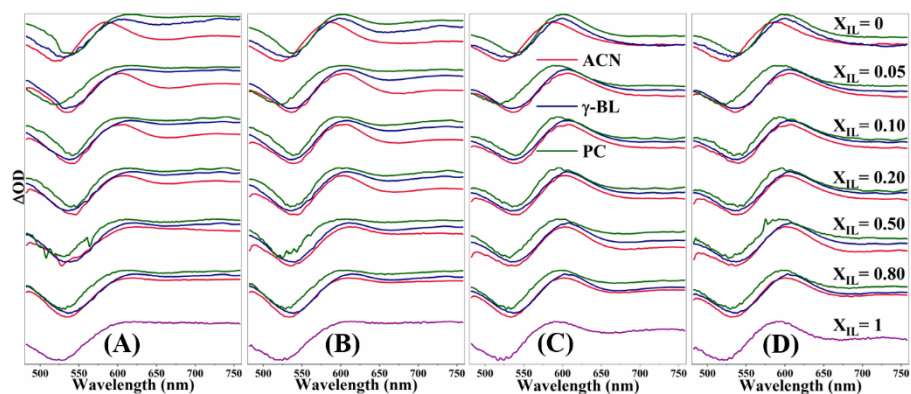 ΔOD
X_IL = 0
ACN
X_IL = 0.05
γ-BL
X_IL = 0.10
PC
X_IL = 0.20
X_IL = 0.50
X_IL = 0.80
X_IL = 1
(A) (B) (C) (D)
500 550 600 650 700 750 500 550 600 650 700 750 500 550 600 650 700 750 500 550 600 650 700 750
Wavelength (nm) Wavelength (nm) Wavelength (nm) Wavelength (nm)